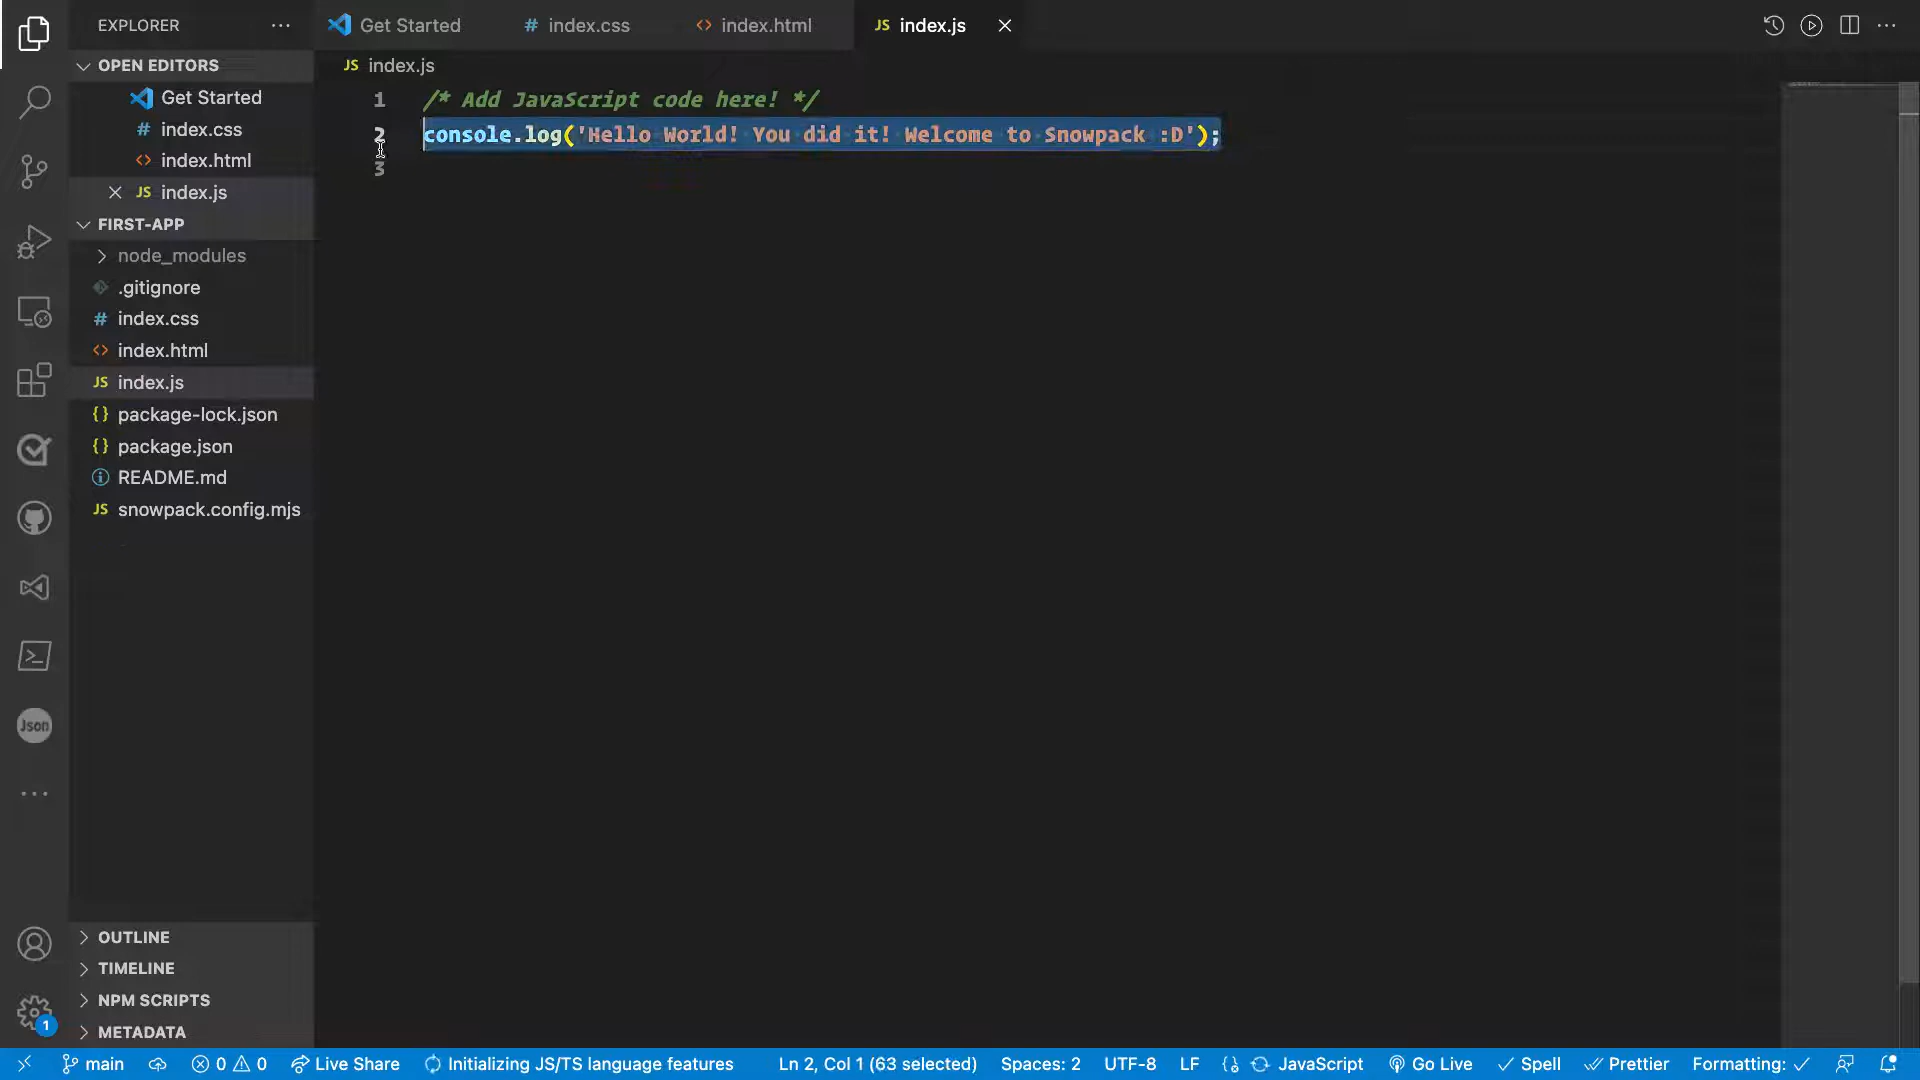 EXPLORER
Get Started
index.css
index.html
JS index.js
OPEN EDITORS
Get Started
index.css
index.html
JS index.js
FIRST-APP
node_modules
.gitignore
index.css
index.html
JS index.js
package-lock.json
package.json
README.md
JS snowpack.config.mjs
OUTLINE
TIMELINE
NPM SCRIPTS
METADATA
Json
1
JS index.js
1 /* Add JavaScript code here! */
2 console.log('Hello World! You did it! Welcome to Snowpack :D');
3
main
0 0
Live Share
Initializing JS/TS language features
Ln 2, Col 1 (63 selected)
Spaces: 2
UTF-8
LF
{} JavaScript
Go Live
Spell
Prettier
Formatting: ✓